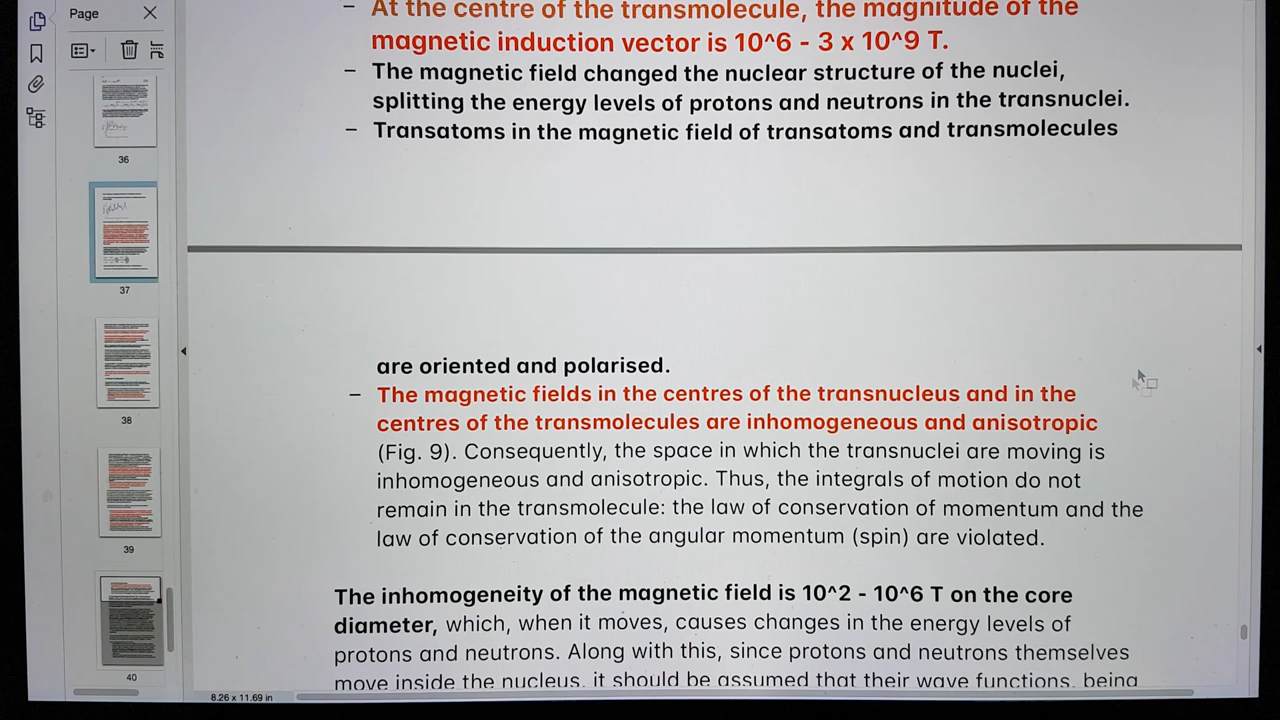 Page
– At the centre of the transmolecule, the magnitude of the
magnetic induction vector is 10^6 - 3 x 10^9 T.
– The magnetic field changed the nuclear structure of the nuclei,
splitting the energy levels of protons and neutrons in the transnuclei.
– Transatoms in the magnetic field of transatoms and transmolecules
are oriented and polarised.
– The magnetic fields in the centres of the transnucleus and in the
centres of the transmolecules are inhomogeneous and anisotropic
(Fig. 9). Consequently, the space in which the transnuclei are moving is
inhomogeneous and anisotropic. Thus, the integrals of motion do not
remain in the transmolecule: the law of conservation of momentum and the
law of conservation of the angular momentum (spin) are violated.
The inhomogeneity of the magnetic field is 10^2 - 10^6 T on the core
diameter, which, when it moves, causes changes in the energy levels of
protons and neutrons. Along with this, since protons and neutrons themselves
move inside the nucleus, it should be assumed that their wave functions, being
36
37
38
39
40
8.26 x 11.69 in